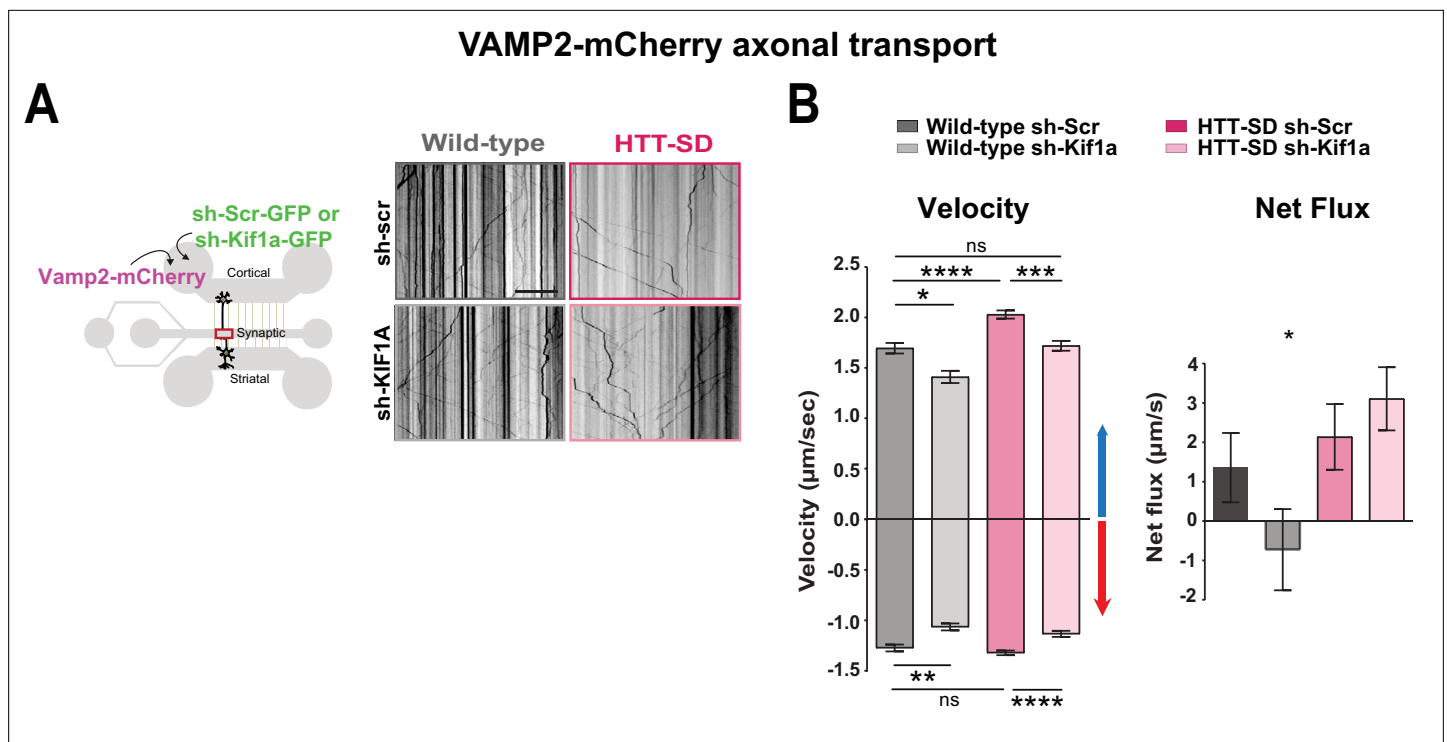 VAMP2-mCherry axonal transport
A
sh-Scr-GFP or
sh-Kif1a-GFP
Vamp2-mCherry
Cortical
Synaptic
Striatal
Wild-type
HTT-SD
sh-scr
sh-KIF1A
B
Wild-type sh-Scr
Wild-type sh-Kif1a
HTT-SD sh-Scr
HTT-SD sh-Kif1a
Velocity
ns
**** ***
*
2.5
2.0
1.5
1.0
0.5
0.0
-0.5
-1.0
-1.5
Velocity (µm/sec)
**
ns
****
Net Flux
*
4
3
2
1
0
-1
-2
Net flux (µm/s)